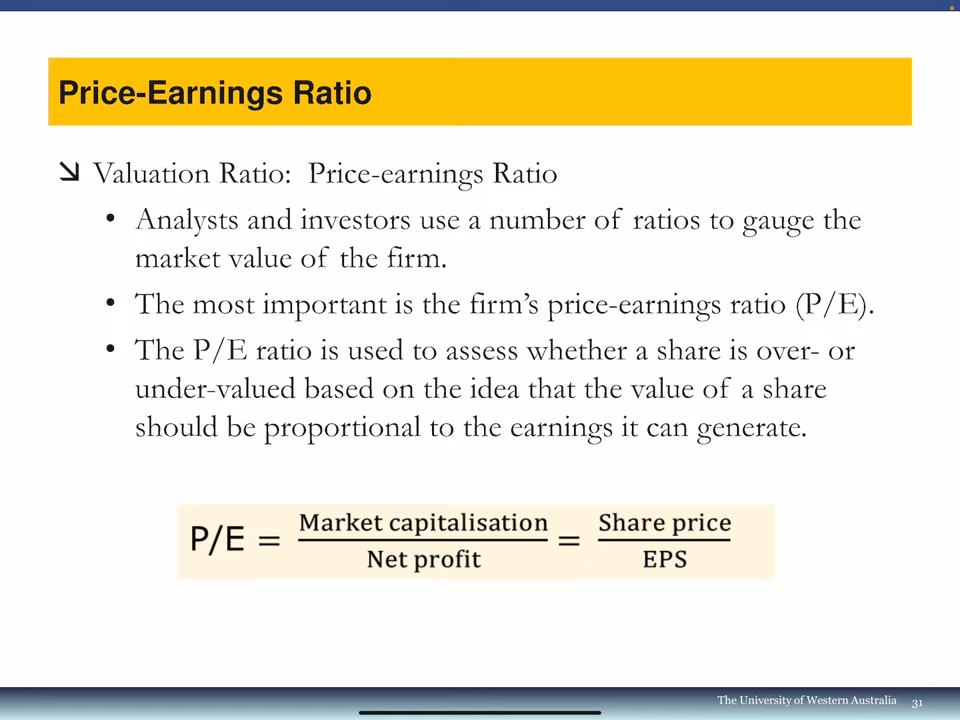 Price-Earnings Ratio
Valuation Ratio: Price-earnings Ratio
• Analysts and investors use a number of ratios to gauge the
market value of the firm.
• The most important is the firm’s price-earnings ratio (P/E).
• The P/E ratio is used to assess whether a share is over- or
under-valued based on the idea that the value of a share
should be proportional to the earnings it can generate.
P/E = Market capitalisation / Net profit = Share price / EPS
The University of Western Australia 31